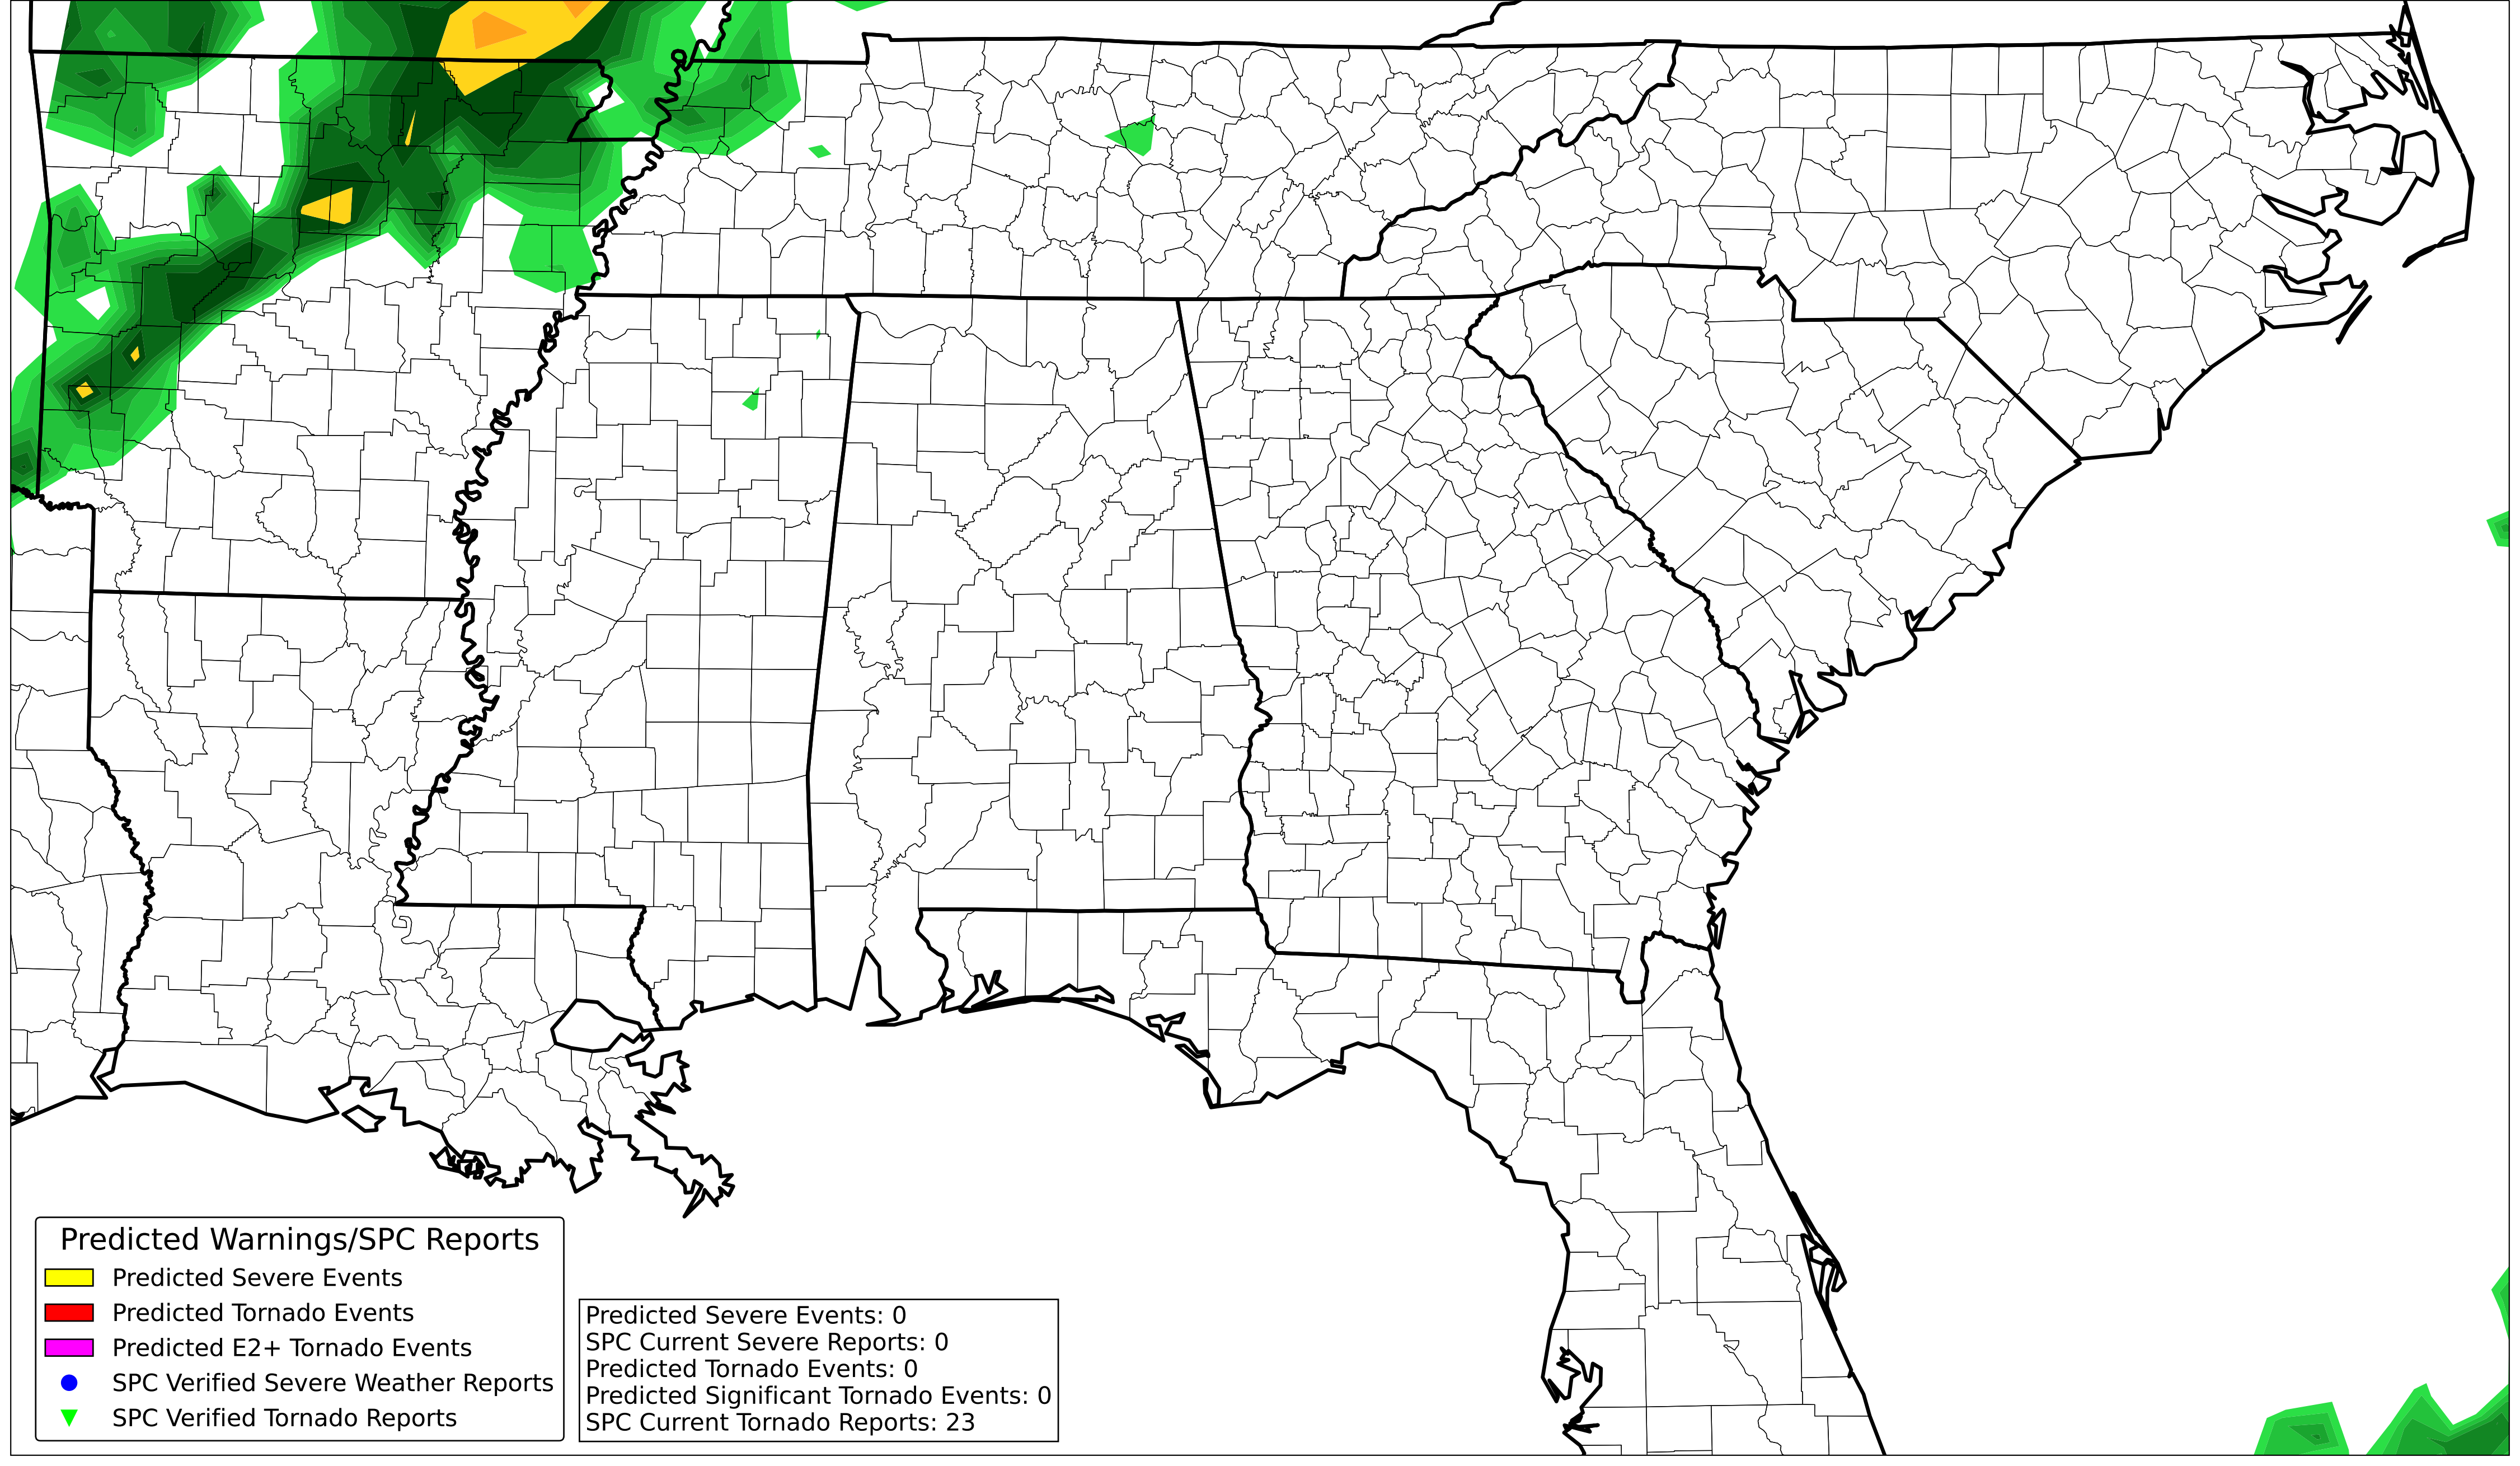 Predicted Warnings/SPC Reports
Predicted Severe Events
Predicted Tornado Events
Predicted E2+ Tornado Events
SPC Verified Severe Weather Reports
SPC Verified Tornado Reports
Predicted Severe Events: 0
SPC Current Severe Reports: 0
Predicted Tornado Events: 0
Predicted Significant Tornado Events: 0
SPC Current Tornado Reports: 23